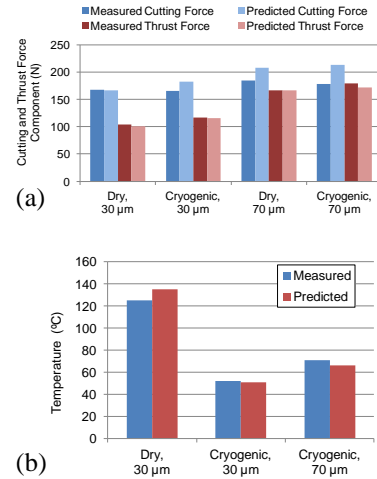 Measured Cutting Force Predicted Cutting Force
Measured Thrust Force Predicted Thrust Force
Cutting and Thrust Force
Component (N)
250
200
150
100
50
0
Dry, Cryogenic, Dry, Cryogenic,
30 µm 30 µm 70 µm 70 µm
(a)
160
140
120
100
80
60
40
20
0
Temperature (ºC)
Measured
Predicted
Dry, Cryogenic, Cryogenic,
30 µm 30 µm 70 µm
(b)